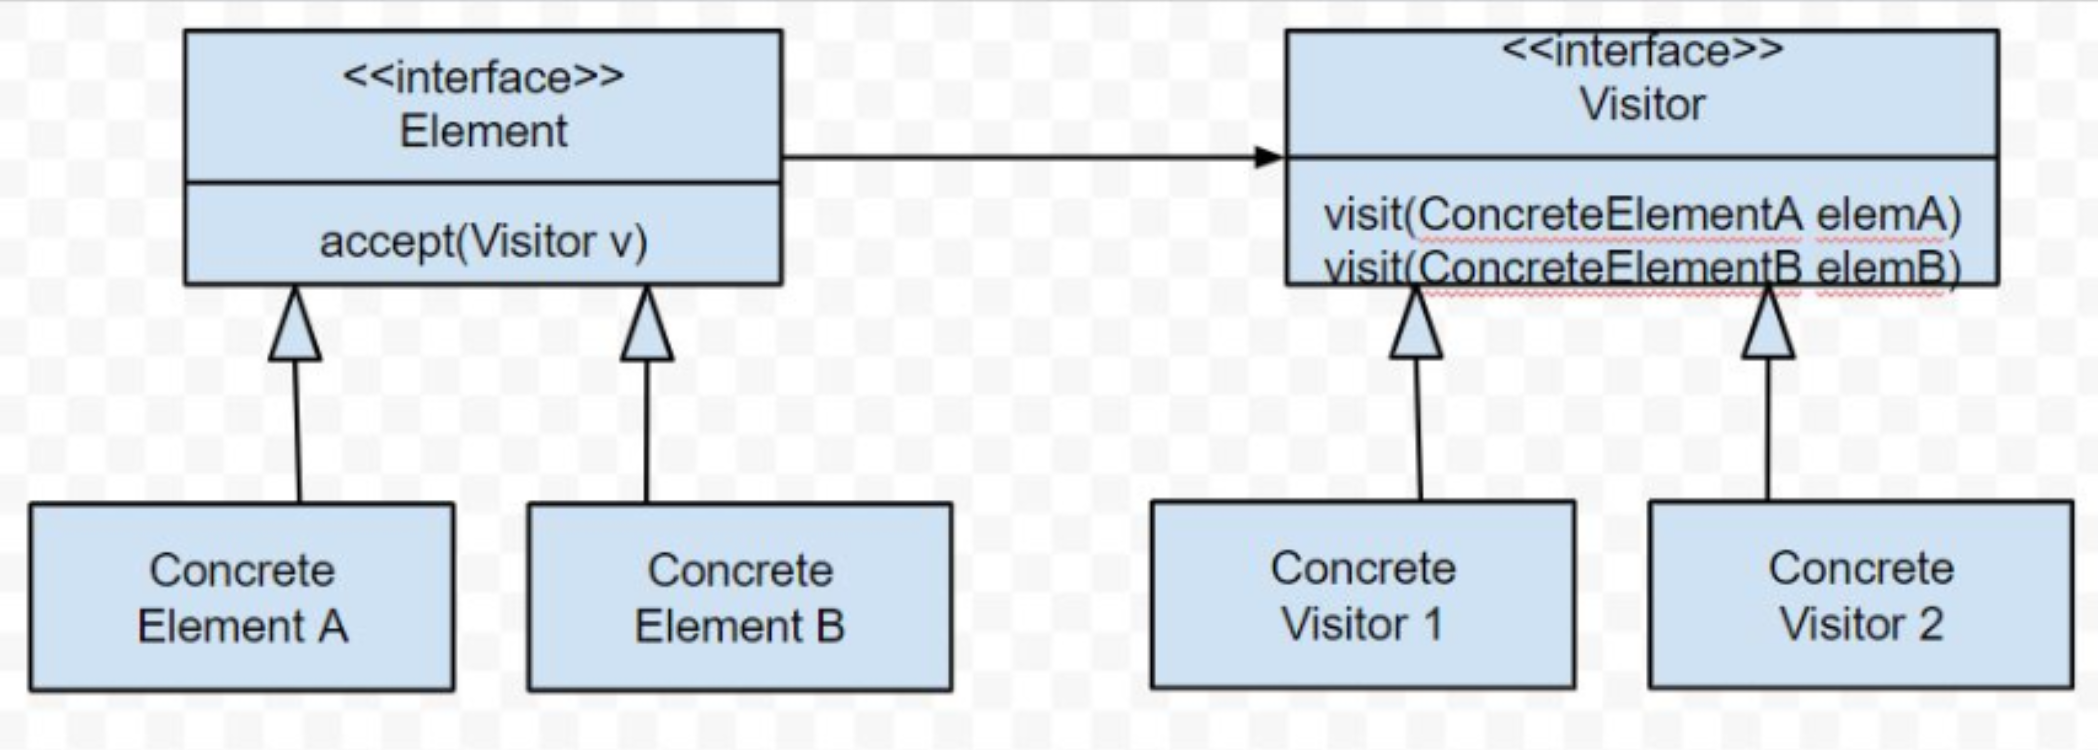 <<interface>>
Element
accept(Visitor v)
<<interface>>
Visitor
visit(ConcreteElementA elemA)
visit(ConcreteElementB elemB)
Concrete
Element A
Concrete
Element B
Concrete
Visitor 1
Concrete
Visitor 2